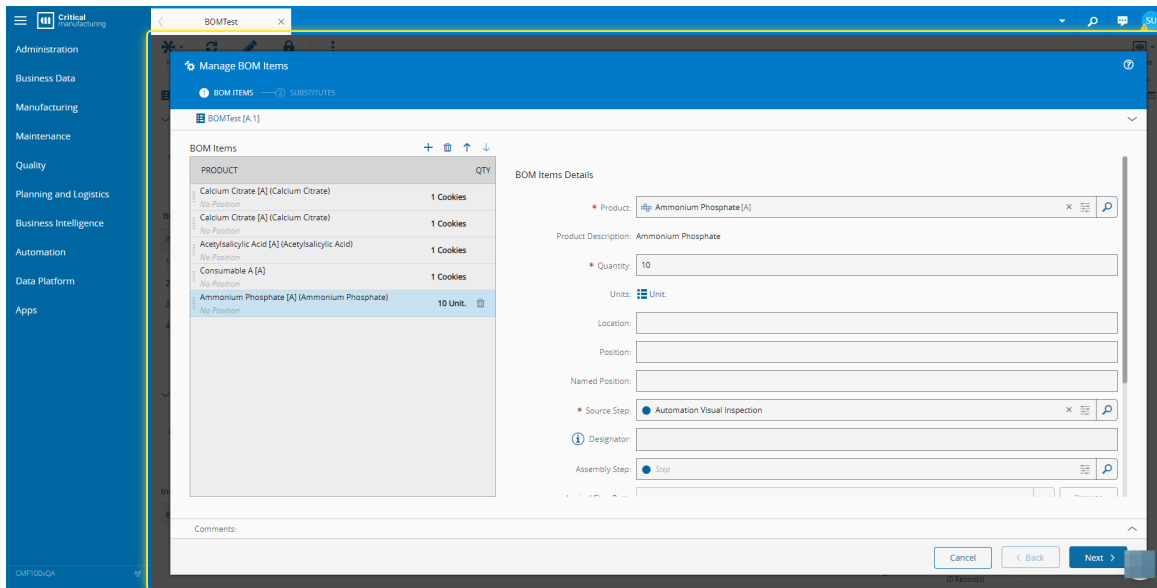 Critical
manufacturing
BOMTest
SU
Administration
Business Data
Manufacturing
Maintenance
Quality
Planning and Logistics
Business Intelligence
Automation
Data Platform
Apps
CMF100xQA
Manage BOM Items
1 BOM ITEMS 2 SUBSTITUTES
BOMTest [A.1]
BOM Items
PRODUCT QTY
Calcium Citrate [A] (Calcium Citrate) 1 Cookies
No Position
Calcium Citrate [A] (Calcium Citrate) 1 Cookies
No Position
Acetylsalicylic Acid [A] (Acetylsalicylic Acid) 1 Cookies
No Position
Consumable A [A] 1 Cookies
No Position
Ammonium Phosphate [A] (Ammonium Phosphate) 10 Unit.
No Position
BOM Items Details
* Product: Ammonium Phosphate [A]
Product Description: Ammonium Phosphate
* Quantity: 10
Units: Unit.
Location:
Position:
Named Position:
* Source Step: Automation Visual Inspection
Designator:
Assembly Step: Step
Comments:
Cancel < Back Next >
(0 Records)